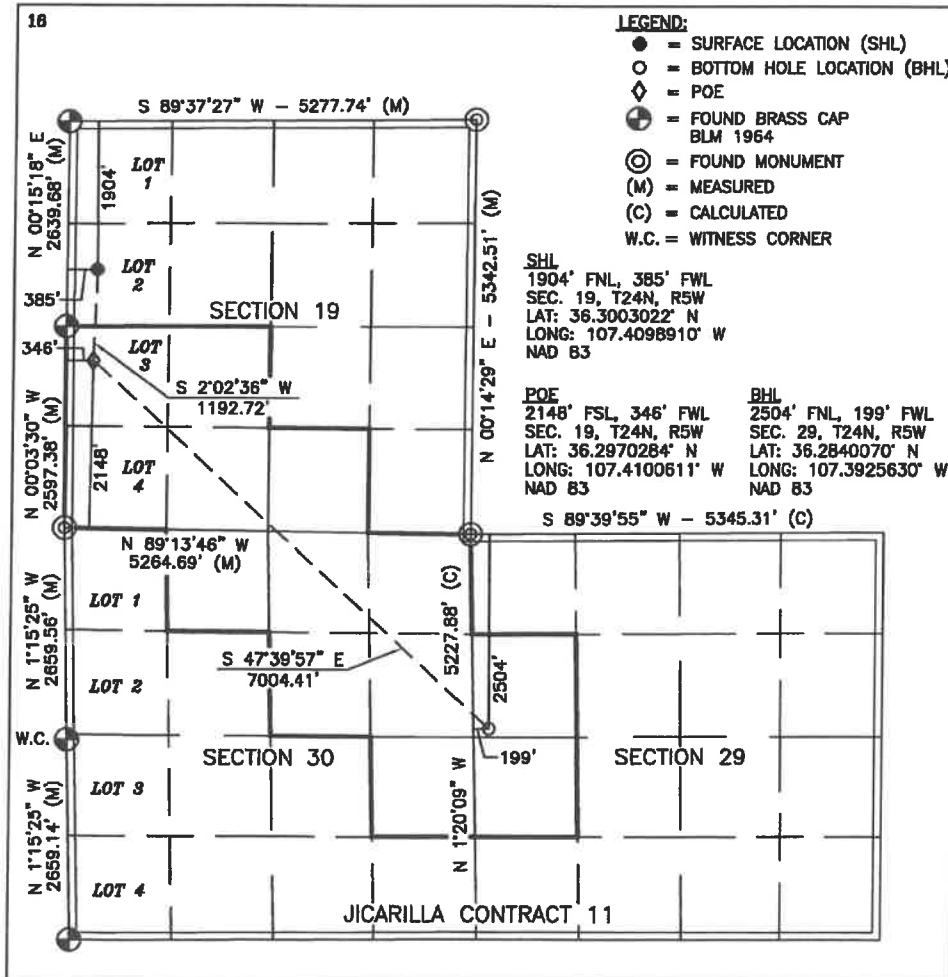 16
LEGEND:
= SURFACE LOCATION (SHL)
= BOTTOM HOLE LOCATION (BHL)
= POE
= FOUND BRASS CAP
BLM 1964
= FOUND MONUMENT
(M) = MEASURED
(C) = CALCULATED
W.C. = WITNESS CORNER
S 89°37'27" W - 5277.74' (M)
N 00°15'18" E
2639.68' (M)
1904'
LOT
1
LOT
2
385'
SECTION 19
346'
LOT
3
S 2°02'36" W
1192.72'
N 00°03'30" W
2597.38' (M)
2148'
LOT
4
N 00°14'29" E - 5342.51' (M)
SHL
1904' FNL, 385' FWL
SEC. 19, T24N, R5W
LAT: 36.3003022° N
LONG: 107.4098910° W
NAD 83
POE
2148' FSL, 346' FWL
SEC. 19, T24N, R5W
LAT: 36.2970284° N
LONG: 107.4100611° W
NAD 83
BHL
2504' FNL, 199' FWL
SEC. 29, T24N, R5W
LAT: 36.2840070° N
LONG: 107.3925630° W
NAD 83
S 89°39'55" W - 5345.31' (C)
N 89°13'46" W
5264.69' (M)
N 1°15'25" W
2659.56' (M)
LOT 1
LOT 2
S 47°39'57" E
7004.41'
5227.88' (C)
2504'
W.C.
199'
SECTION 30
SECTION 29
N 1°20'09" W
N 1°15'25" W
2659.14' (M)
LOT 3
LOT 4
JICARILLA CONTRACT 11